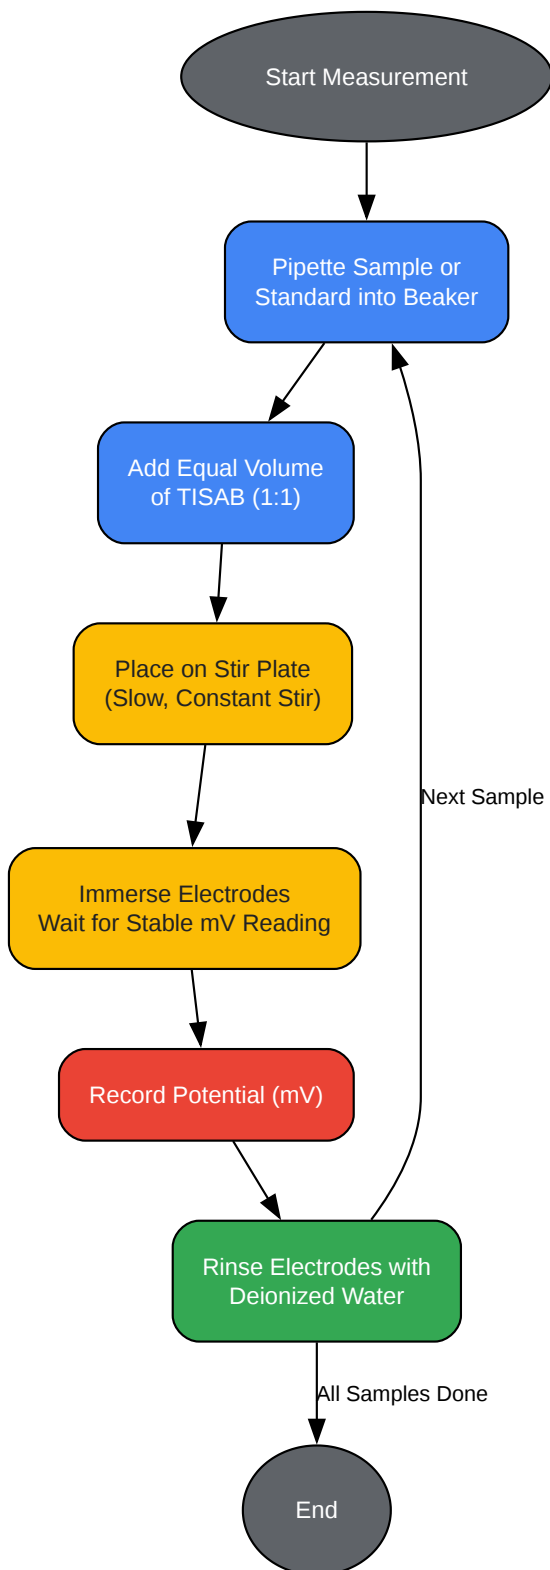 Start Measurement
Pipette Sample or
Standard into Beaker
Add Equal Volume
of TISAB (1:1)
Place on Stir Plate
(Slow, Constant Stir)
Next Sample
Immerse Electrodes
Wait for Stable mV Reading
Record Potential (mV)
Rinse Electrodes with
Deionized Water
All Samples Done
End